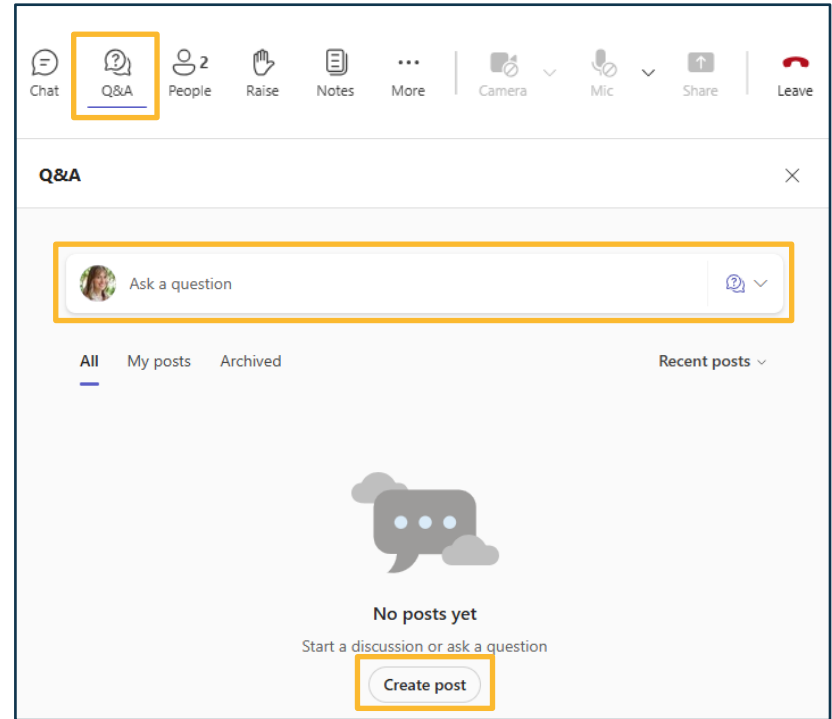 2
Chat Q&A People Raise Notes More Camera Mic Share Leave
Q&A
Ask a question
All My posts Archived Recent posts
No posts yet
Start a discussion or ask a question
Create post